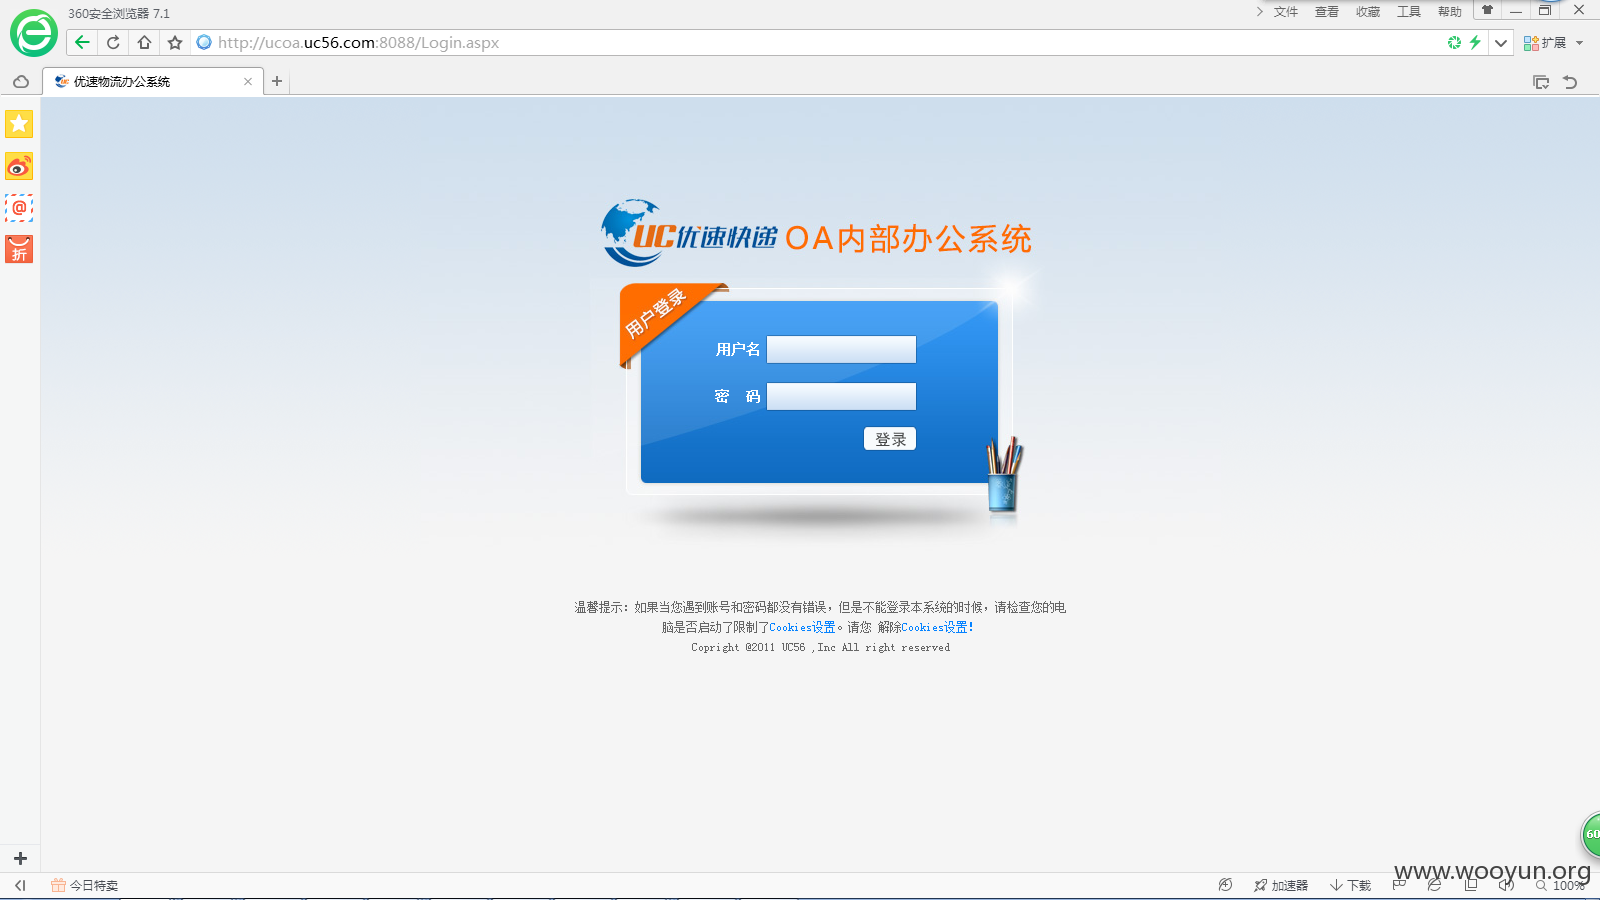 360安全浏览器 7.1
文件 查看 收藏 工具 帮助
http://ucoa.uc56.com:8088/Login.aspx
扩展
优速物流办公系统
@
折
UC优速快递 OA内部办公系统
用户登录
用户名
密 码
登录
温馨提示：如果当您遇到账号和密码都没有错误，但是不能登录本系统的时候，请检查您的电
脑是否启动了限制了Cookies设置。请您 解除Cookies设置!
Copright @2011 UC56 ,Inc All right reserved
60
www.wooyun.org
今日特卖
加速器 下载 100%